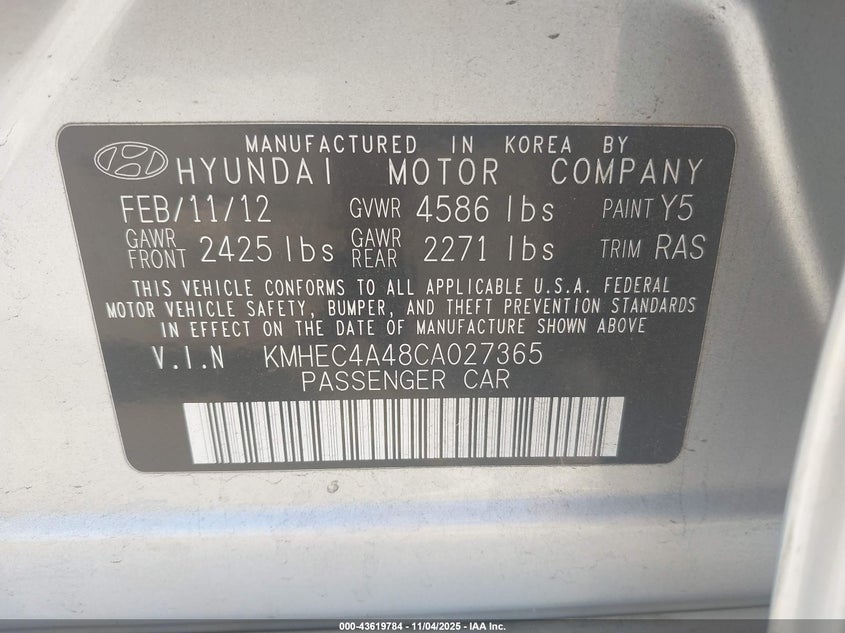 MANUFACTURED IN KOREA BY
HYUNDAI MOTOR COMPANY
FEB/11/12 GVWR 4586 lbs PAINT Y5
GAWR FRONT 2425 lbs GAWR REAR 2271 lbs TRIM RAS
THIS VEHICLE CONFORMS TO ALL APPLICABLE U.S.A. FEDERAL
MOTOR VEHICLE SAFETY, BUMPER, AND THEFT PREVENTION STANDARDS
IN EFFECT ON THE DATE OF MANUFACTURE SHOWN ABOVE
V.I.N KMHEC4A48CA027365
PASSENGER CAR
000-43619784 - 11/04/2025 - IAA Inc.